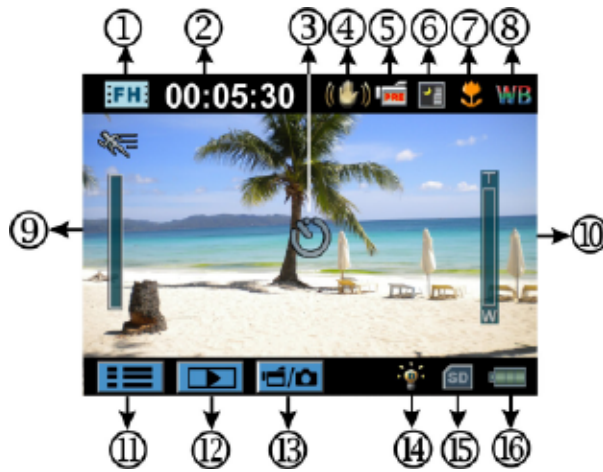 ① ② ③ ④ ⑤ ⑥ ⑦ ⑧
FH 00:05:30 PRE WB
T
⑨ ⑩
W
SD
⑪ ⑫ ⑬ ⑭ ⑮ ⑯